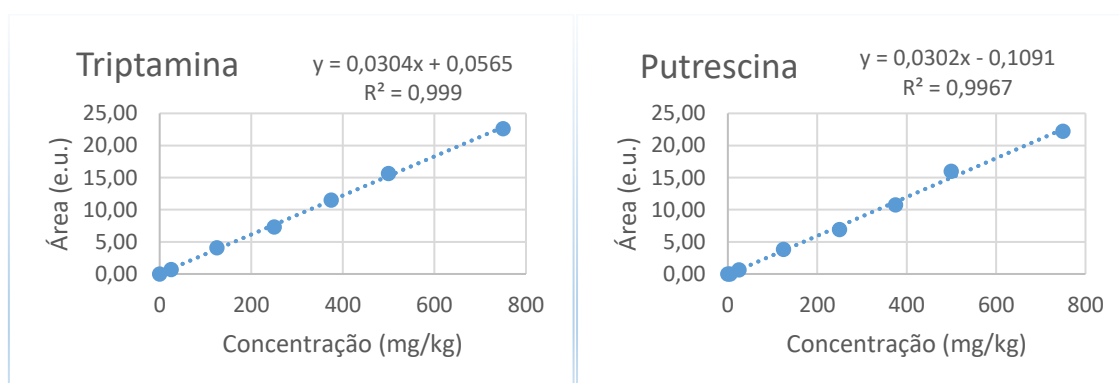 Triptamina
y = 0,0304x + 0,0565
R² = 0,999
25,00
20,00
15,00
10,00
5,00
0,00
Área (e.u.)
0 200 400 600 800
Concentração (mg/kg)
Putrescina
y = 0,0302x - 0,1091
R² = 0,9967
25,00
20,00
15,00
10,00
5,00
0,00
Área (e.u.)
0 200 400 600 800
Concentração (mg/kg)